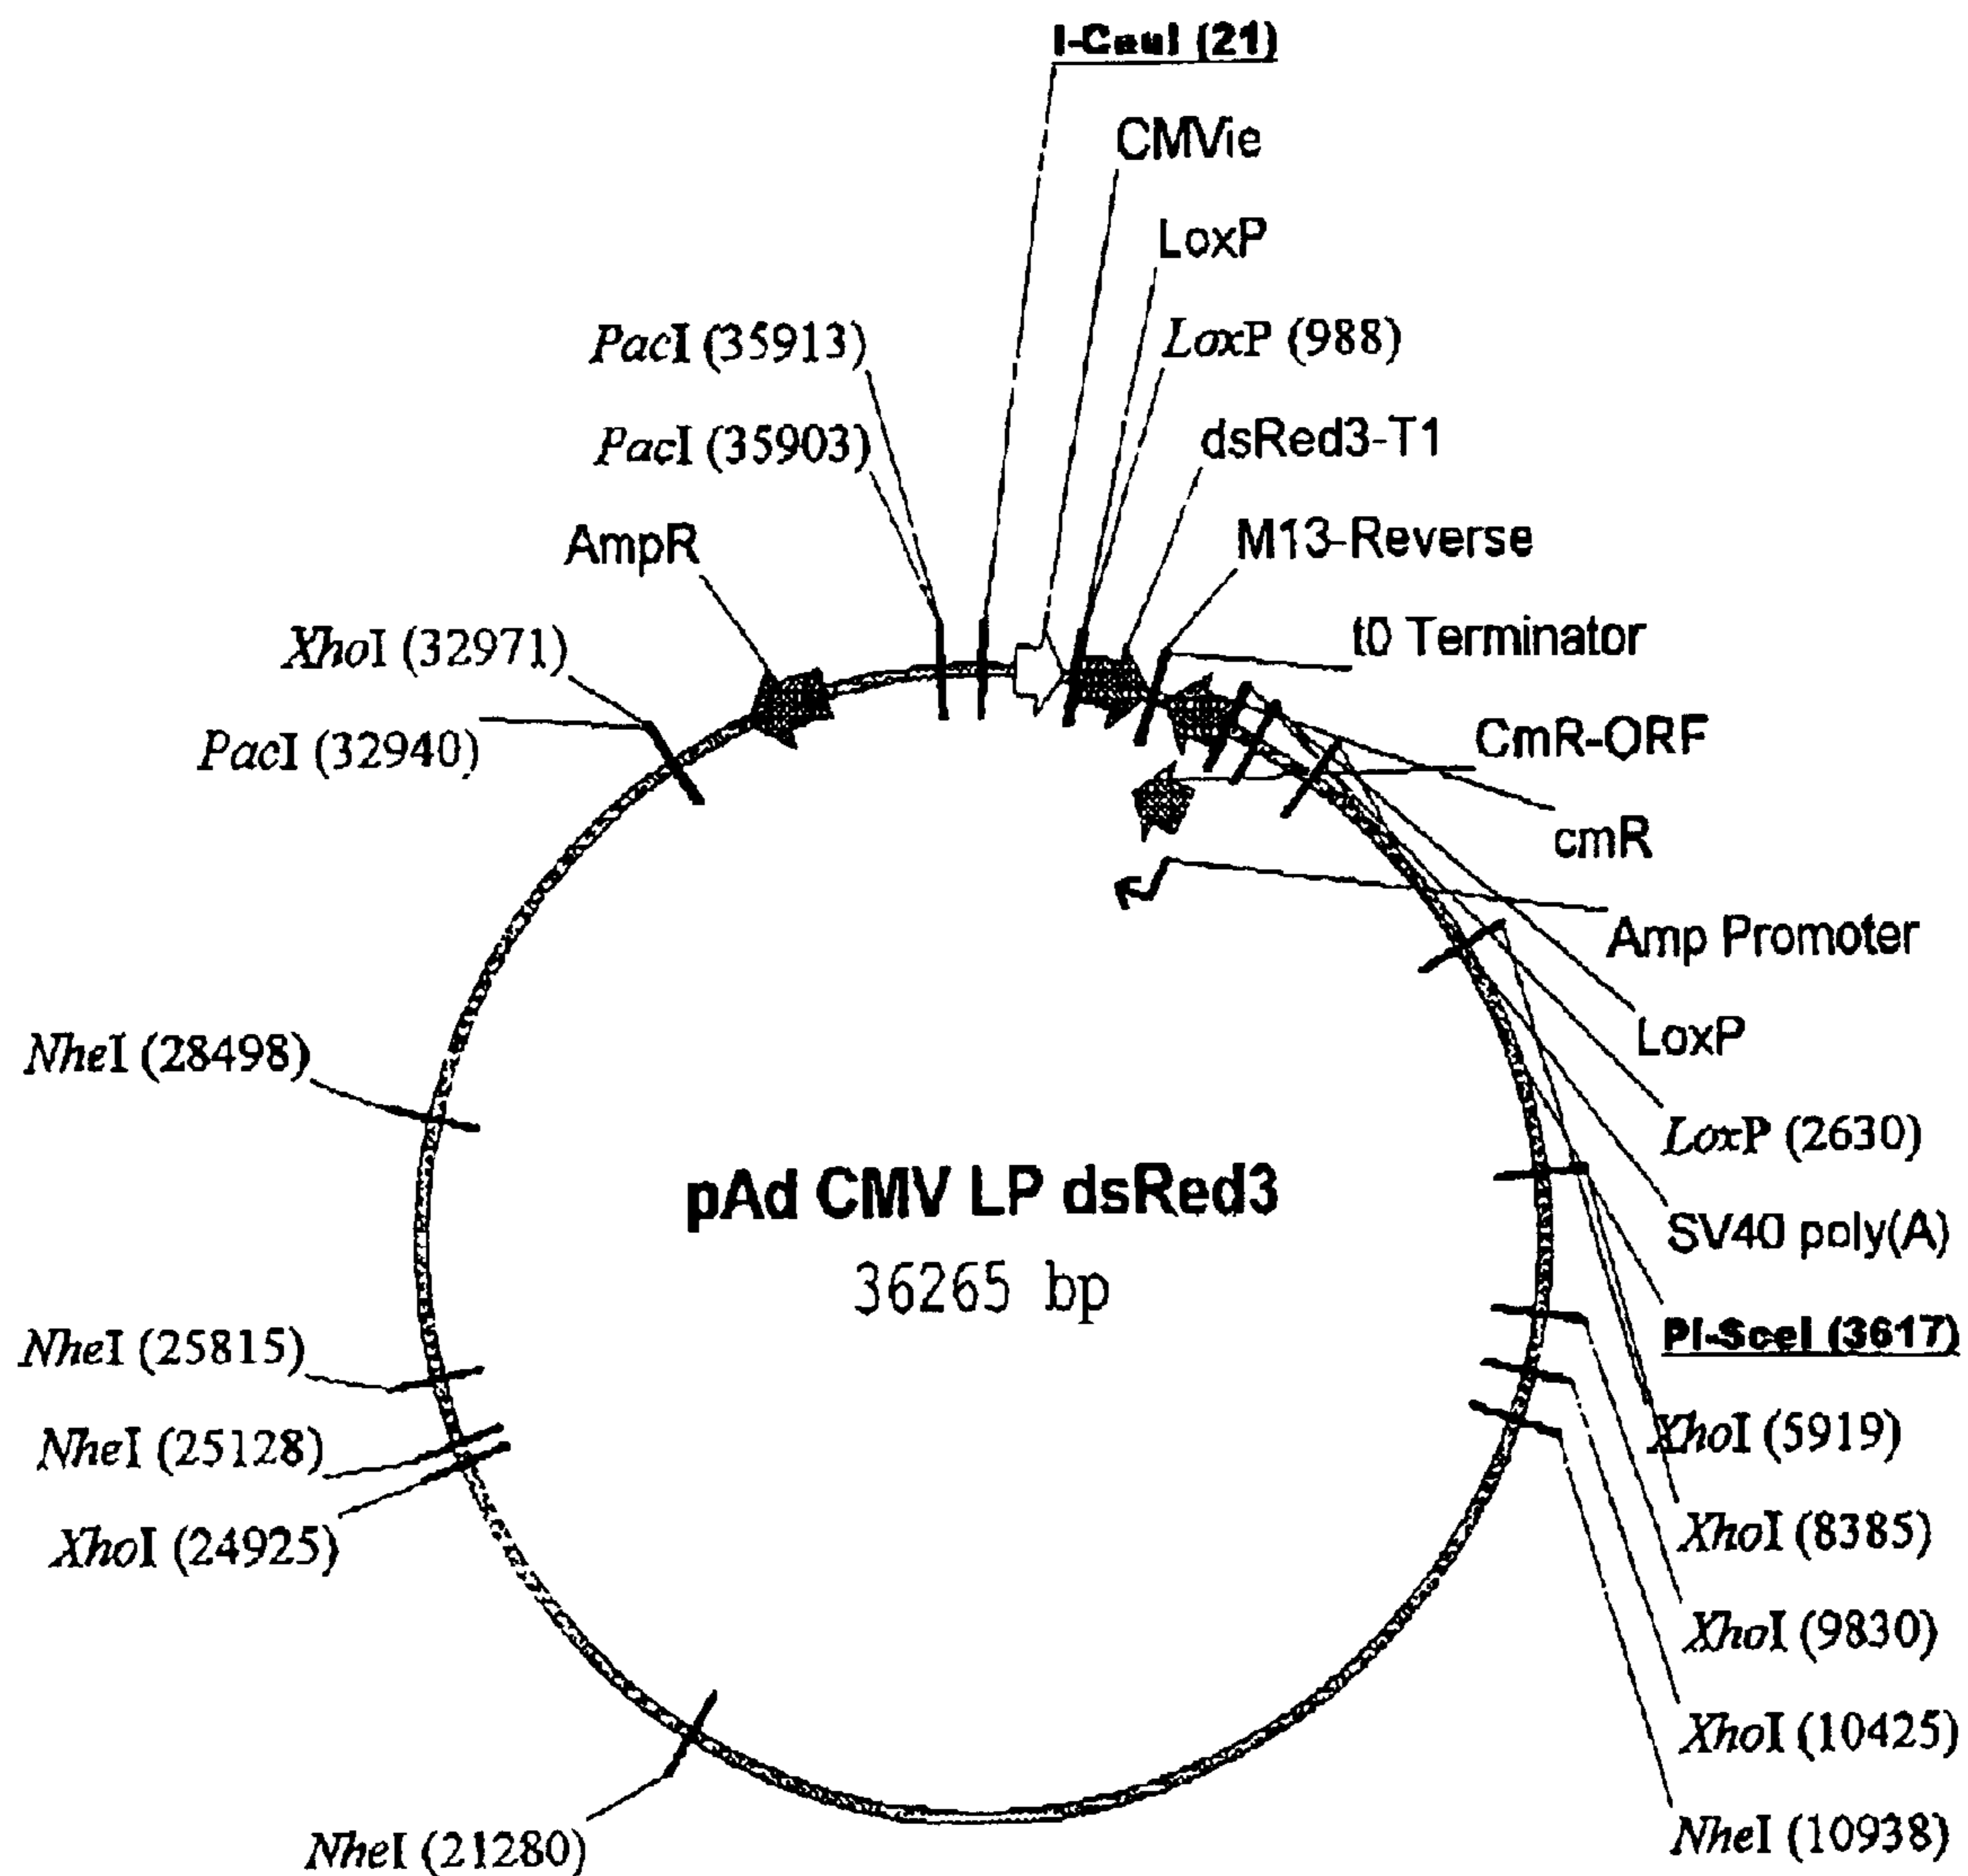 I-CeuI (21)
CMVie
LoxP
LoxP (988)
PacI (35913)
dsRed3-T1
PacI (35903)
M13-Reverse
AmpR
t0 Terminator
XhoI (32971)
CmR-ORF
PacI (32940)
cmR
Amp Promoter
LoxP
NheI (28498)
LoxP (2630)
pAd CMV LP dsRed3
SV40 poly(A)
36265 bp
PI-SceI (3617)
NheI (25815)
XhoI (5919)
NheI (25128)
XhoI (8385)
XhoI (24925)
XhoI (9830)
XhoI (10425)
NheI (10938)
NheI (21280)